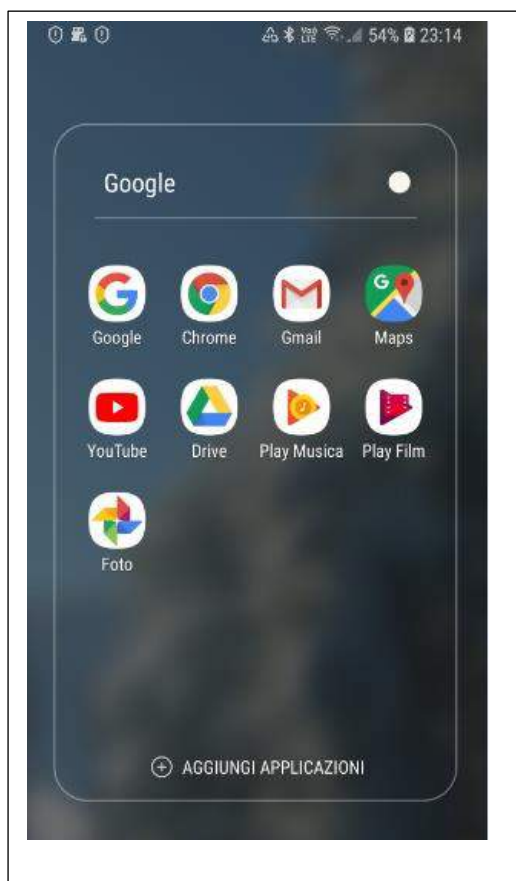 54% 23:14
Google
Google Chrome Gmail Maps
YouTube Drive Play Musica Play Film
Foto
AGGIUNGI APPLICAZIONI